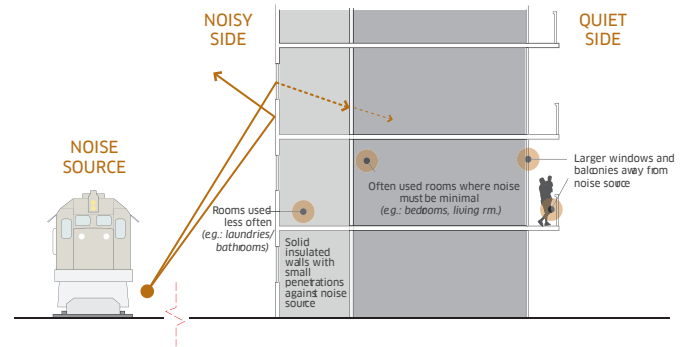 NOISY
SIDE
QUIET
SIDE
NOISE
SOURCE
Larger windows and
balconies away from
noise source
Often used rooms where noise
must be minimal
(e.g.: bedrooms, living rm.)
Rooms used
less often
(e.g.: laundries/
bathrooms)
Solid
insulated
walls with
small
penetrations
against noise
source